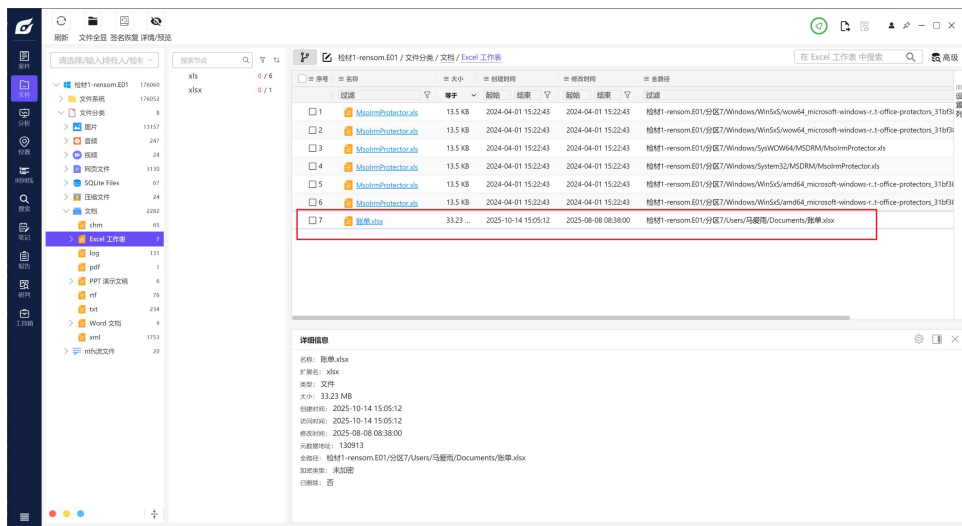 刷新 文件全显 签名恢复 详情/预览
案件
文件
分析
位置
时间线
搜索
笔记
报告
研判
工具箱
请选择/输入持有人/检
检材1-rensom.E01 176060
文件系统 176052
文件分类 8
图片 13157
音频 247
视频 24
网页文件 3130
SQLite Files 67
压缩文件 24
文档 2282
chm 65
Excel 工作表 7
log 131
pdf 1
PPT 演示文稿 6
rtf 76
txt 234
Word 文档 9
xml 1753
ntfs流文件 20
搜索节点
xls 0 / 6
xlsx 0 / 1
检材1-rensom.E01 / 文件分类 / 文档 / Excel 工作表
在 Excel 工作表 中搜索
高级
序号 名称 大小 创建时间 修改时间 全路径
过滤 等于 起始 结束 起始 结束 过滤
设置列
1 MsoIrmProtector.xls 13.5 KB 2024-04-01 15:22:43 2024-04-01 15:22:43 检材1-rensom.E01/分区7/Windows/WinSxS/wow64_microsoft-windows-r..t-office-protectors_31bf3
2 MsoIrmProtector.xls 13.5 KB 2024-04-01 15:22:43 2024-04-01 15:22:43 检材1-rensom.E01/分区7/Windows/WinSxS/wow64_microsoft-windows-r..t-office-protectors_31bf3
3 MsoIrmProtector.xls 13.5 KB 2024-04-01 15:22:43 2024-04-01 15:22:43 检材1-rensom.E01/分区7/Windows/SysWOW64/MSDRM/MsoIrmProtector.xls
4 MsoIrmProtector.xls 13.5 KB 2024-04-01 15:22:43 2024-04-01 15:22:43 检材1-rensom.E01/分区7/Windows/System32/MSDRM/MsoIrmProtector.xls
5 MsoIrmProtector.xls 13.5 KB 2024-04-01 15:22:43 2024-04-01 15:22:43 检材1-rensom.E01/分区7/Windows/WinSxS/amd64_microsoft-windows-r..t-office-protectors_31bf3
6 MsoIrmProtector.xls 13.5 KB 2024-04-01 15:22:43 2024-04-01 15:22:43 检材1-rensom.E01/分区7/Windows/WinSxS/amd64_microsoft-windows-r..t-office-protectors_31bf3
7 账单.xlsx 33.23 ... 2025-10-14 15:05:12 2025-08-08 08:38:00 检材1-rensom.E01/分区7/Users/马爱雨/Documents/账单.xlsx
详细信息
名称: 账单.xlsx
扩展名: xlsx
类型: 文件
大小: 33.23 MB
创建时间: 2025-10-14 15:05:12
访问时间: 2025-10-14 15:05:12
修改时间: 2025-08-08 08:38:00
元数据地址: 130913
全路径: 检材1-rensom.E01/分区7/Users/马爱雨/Documents/账单.xlsx
加密类型: 未加密
已删除: 否